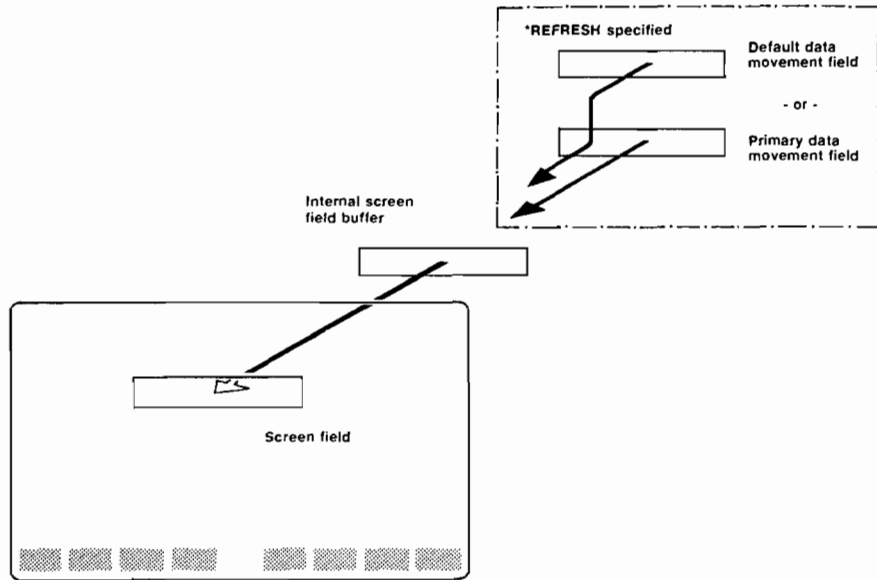 *REFRESH specified
Default data
movement field
- or -
Primary data
movement field
Internal screen
field buffer
Screen field